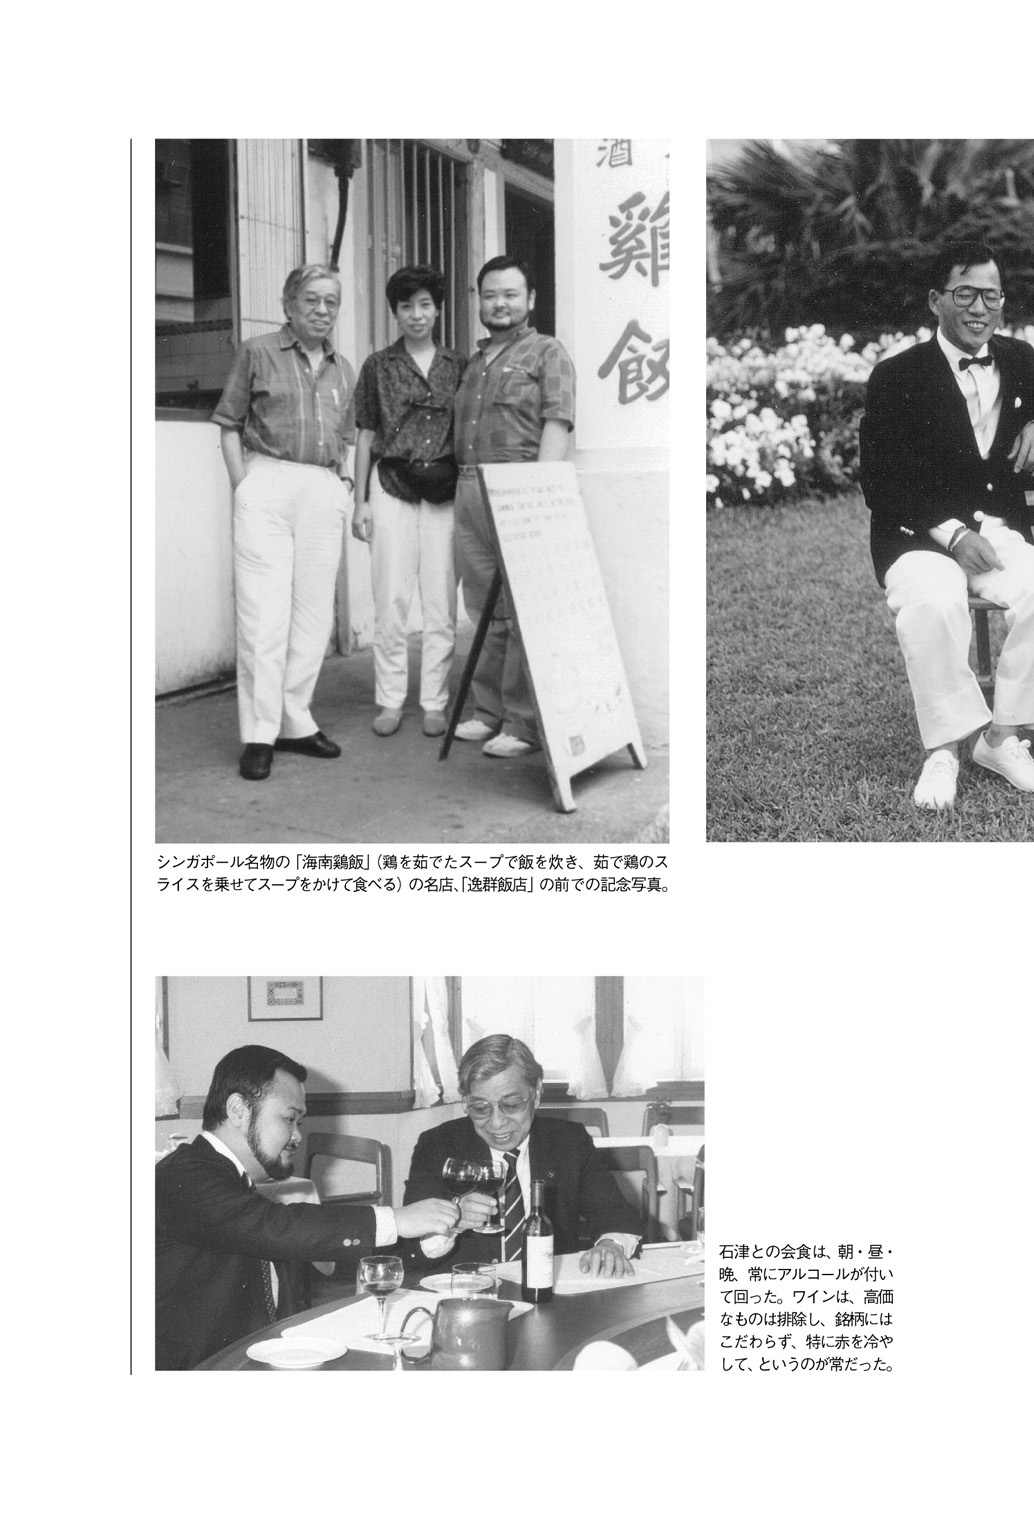 酒
雞
飯
シンガポール名物の「海南鷄飯」（鶏を茹でたスープで飯を炊き、茹で鶏のス
ライスを乗せてスープをかけて食べる）の名店、「逸群飯店」の前での記念写真。
石津との会食は、朝・昼・
晩、常にアルコールが付い
て回った。ワインは、高価
なものは排除し、銘柄には
こだわらず、特に赤を冷や
して、というのが常だった。